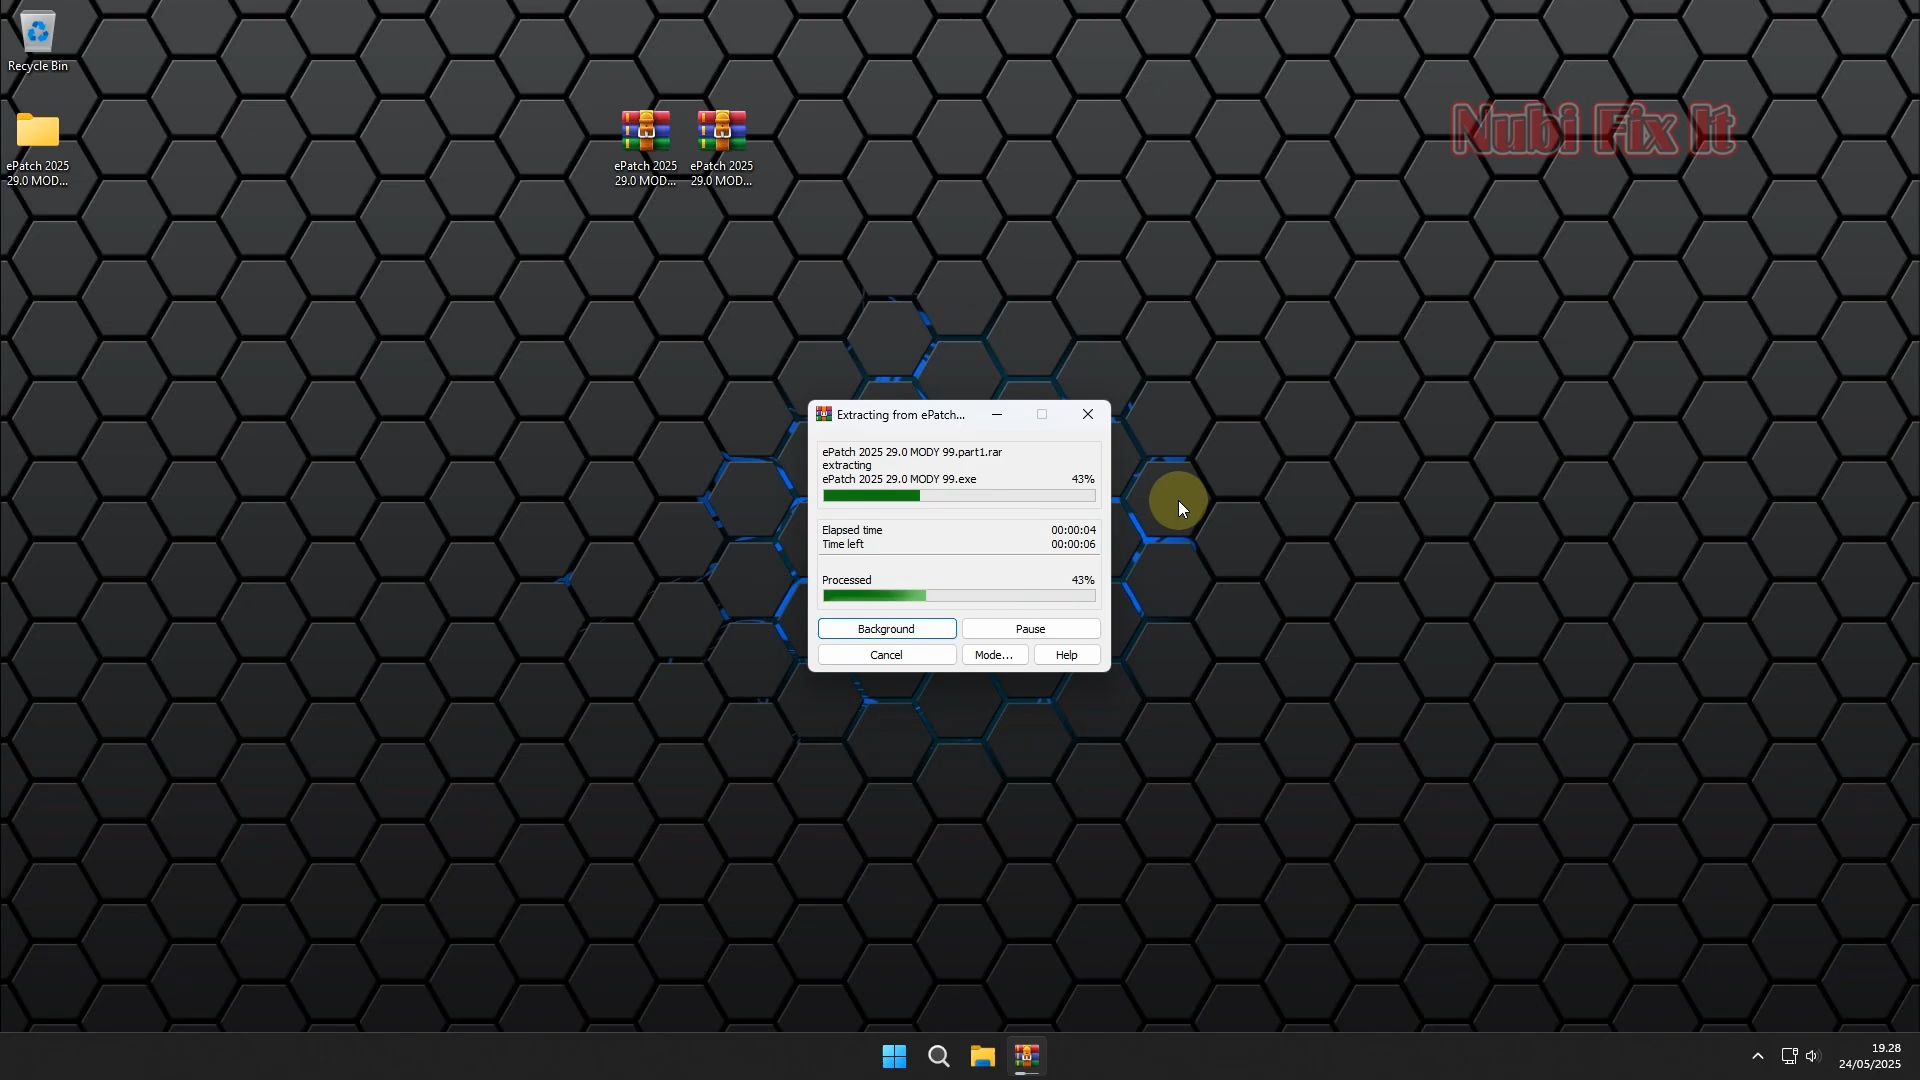 Recycle Bin
ePatch 2025
29.0 MOD...
ePatch 2025
29.0 MOD...
ePatch 2025
29.0 MOD...
Nubi Fix It
Extracting from ePatch...
ePatch 2025 29.0 MODY 99.part1.rar
extracting
ePatch 2025 29.0 MODY 99.exe 43%
Elapsed time 00:00:04
Time left 00:00:06
Processed 43%
Background Pause
Cancel Mode... Help
19.28
24/05/2025